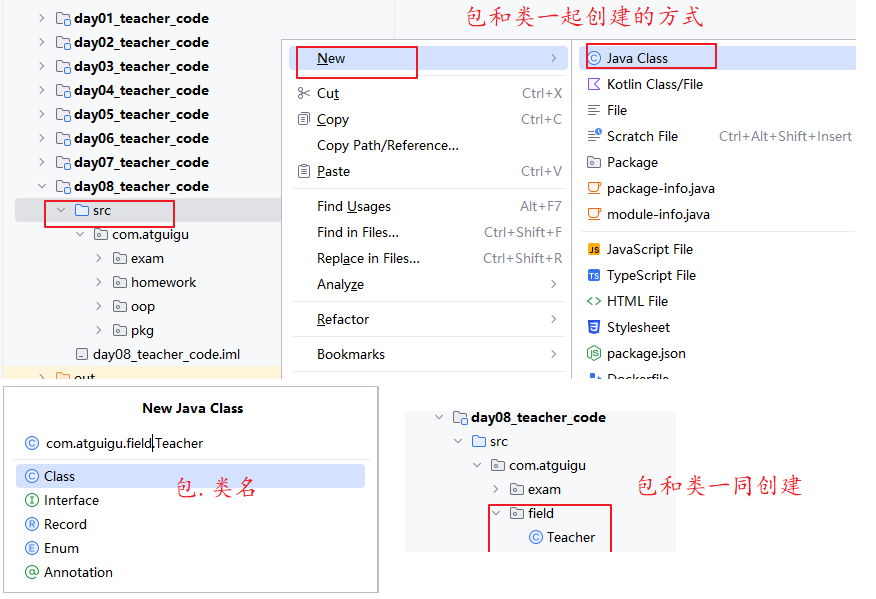 包和类一起创建的方式
day01_teacher_code
day02_teacher_code
day03_teacher_code
day04_teacher_code
day05_teacher_code
day06_teacher_code
day07_teacher_code
day08_teacher_code
src
com.atguigu
exam
homework
oop
pkg
day08_teacher_code.iml
out
New
Cut Ctrl+X
Copy Ctrl+C
Copy Path/Reference...
Paste Ctrl+V
Find Usages Alt+F7
Find in Files... Ctrl+Shift+F
Replace in Files... Ctrl+Shift+R
Analyze
Refactor
Bookmarks
Java Class
Kotlin Class/File
File
Scratch File Ctrl+Alt+Shift+Insert
Package
package-info.java
module-info.java
JavaScript File
TypeScript File
HTML File
Stylesheet
package.json
Dockerfile
New Java Class
com.atguigu.field.Teacher
Class
Interface
Record
Enum
Annotation
包.类名
day08_teacher_code
src
com.atguigu
exam
field
Teacher
包和类一同创建